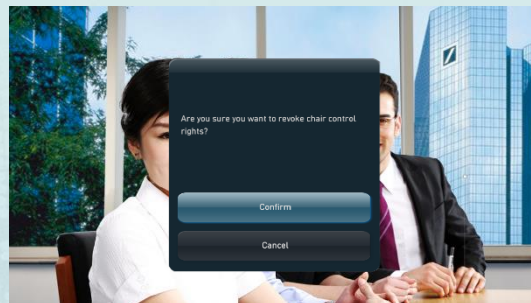 Are you sure you want to revoke chair control
rights?
Confirm
Cancel